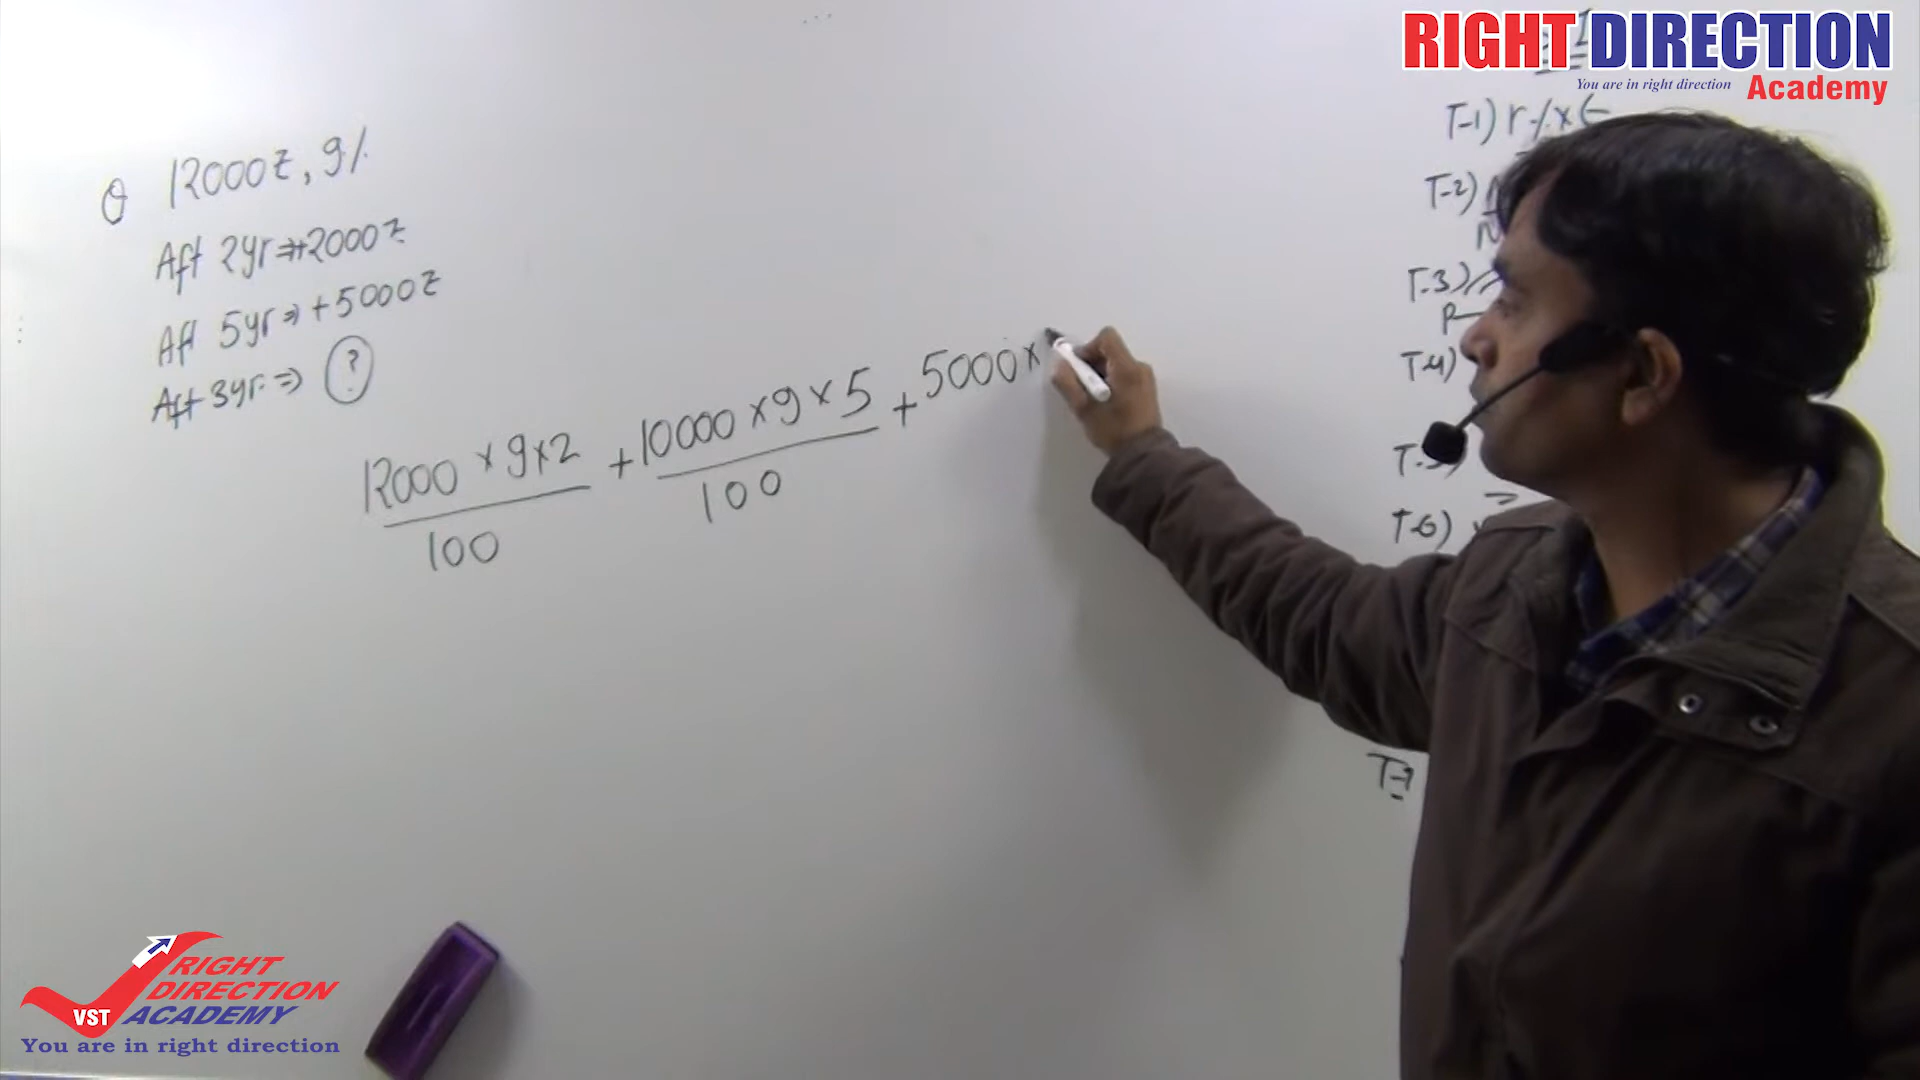 RIGHT DIRECTION
You are in right direction Academy
Q 12000₹, 9%
Aft 2yr ⇒ +2000₹
Aft 5yr ⇒ +5000₹
Aft 3yr ⇒ ?
12000 × 9 × 2 + 10000 × 9 × 5 + 5000 ×
100 100
T-1) r%
T-2)
T-3)
T-4)
T-5)
T-6)
RIGHT
DIRECTION
VST ACADEMY
You are in right direction